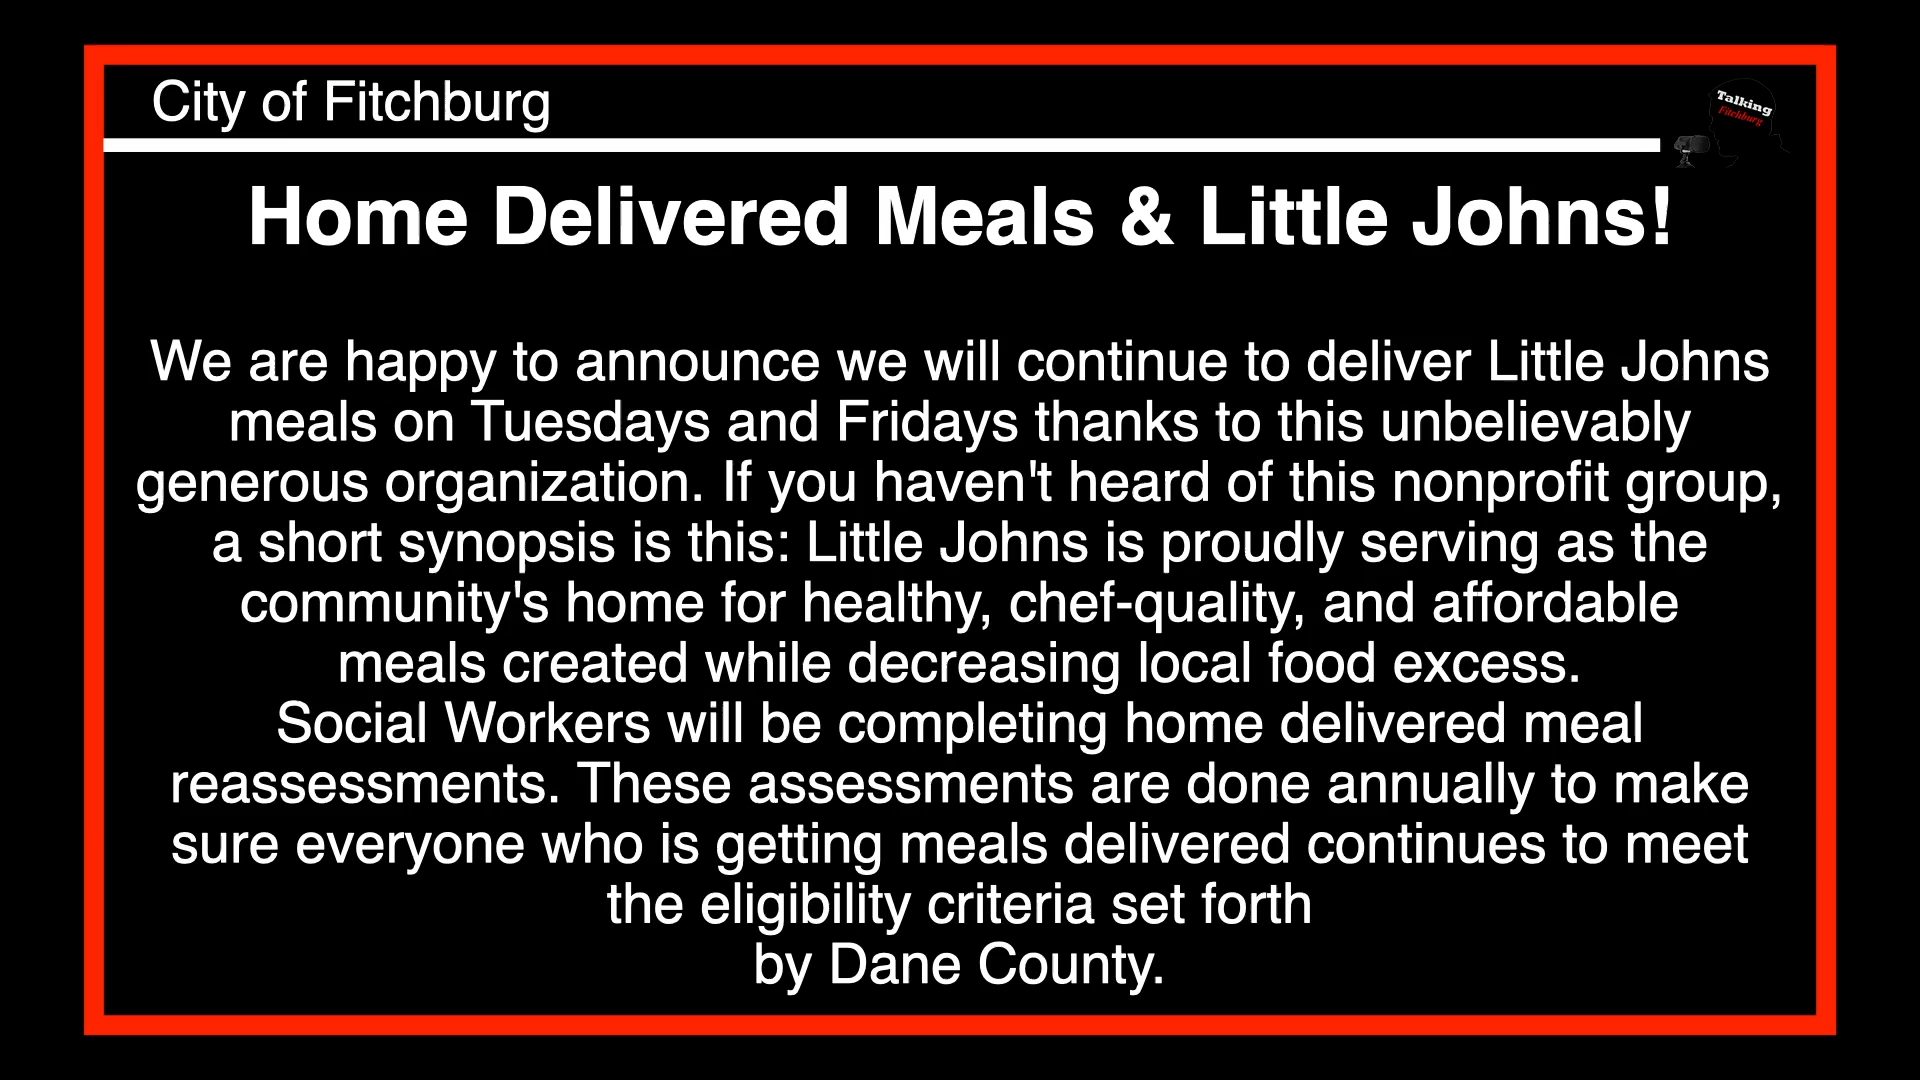 City of Fitchburg
Talking
Fitchburg
Home Delivered Meals & Little Johns!
We are happy to announce we will continue to deliver Little Johns
meals on Tuesdays and Fridays thanks to this unbelievably
generous organization. If you haven't heard of this nonprofit group,
a short synopsis is this: Little Johns is proudly serving as the
community's home for healthy, chef-quality, and affordable
meals created while decreasing local food excess.
Social Workers will be completing home delivered meal
reassessments. These assessments are done annually to make
sure everyone who is getting meals delivered continues to meet
the eligibility criteria set forth
by Dane County.